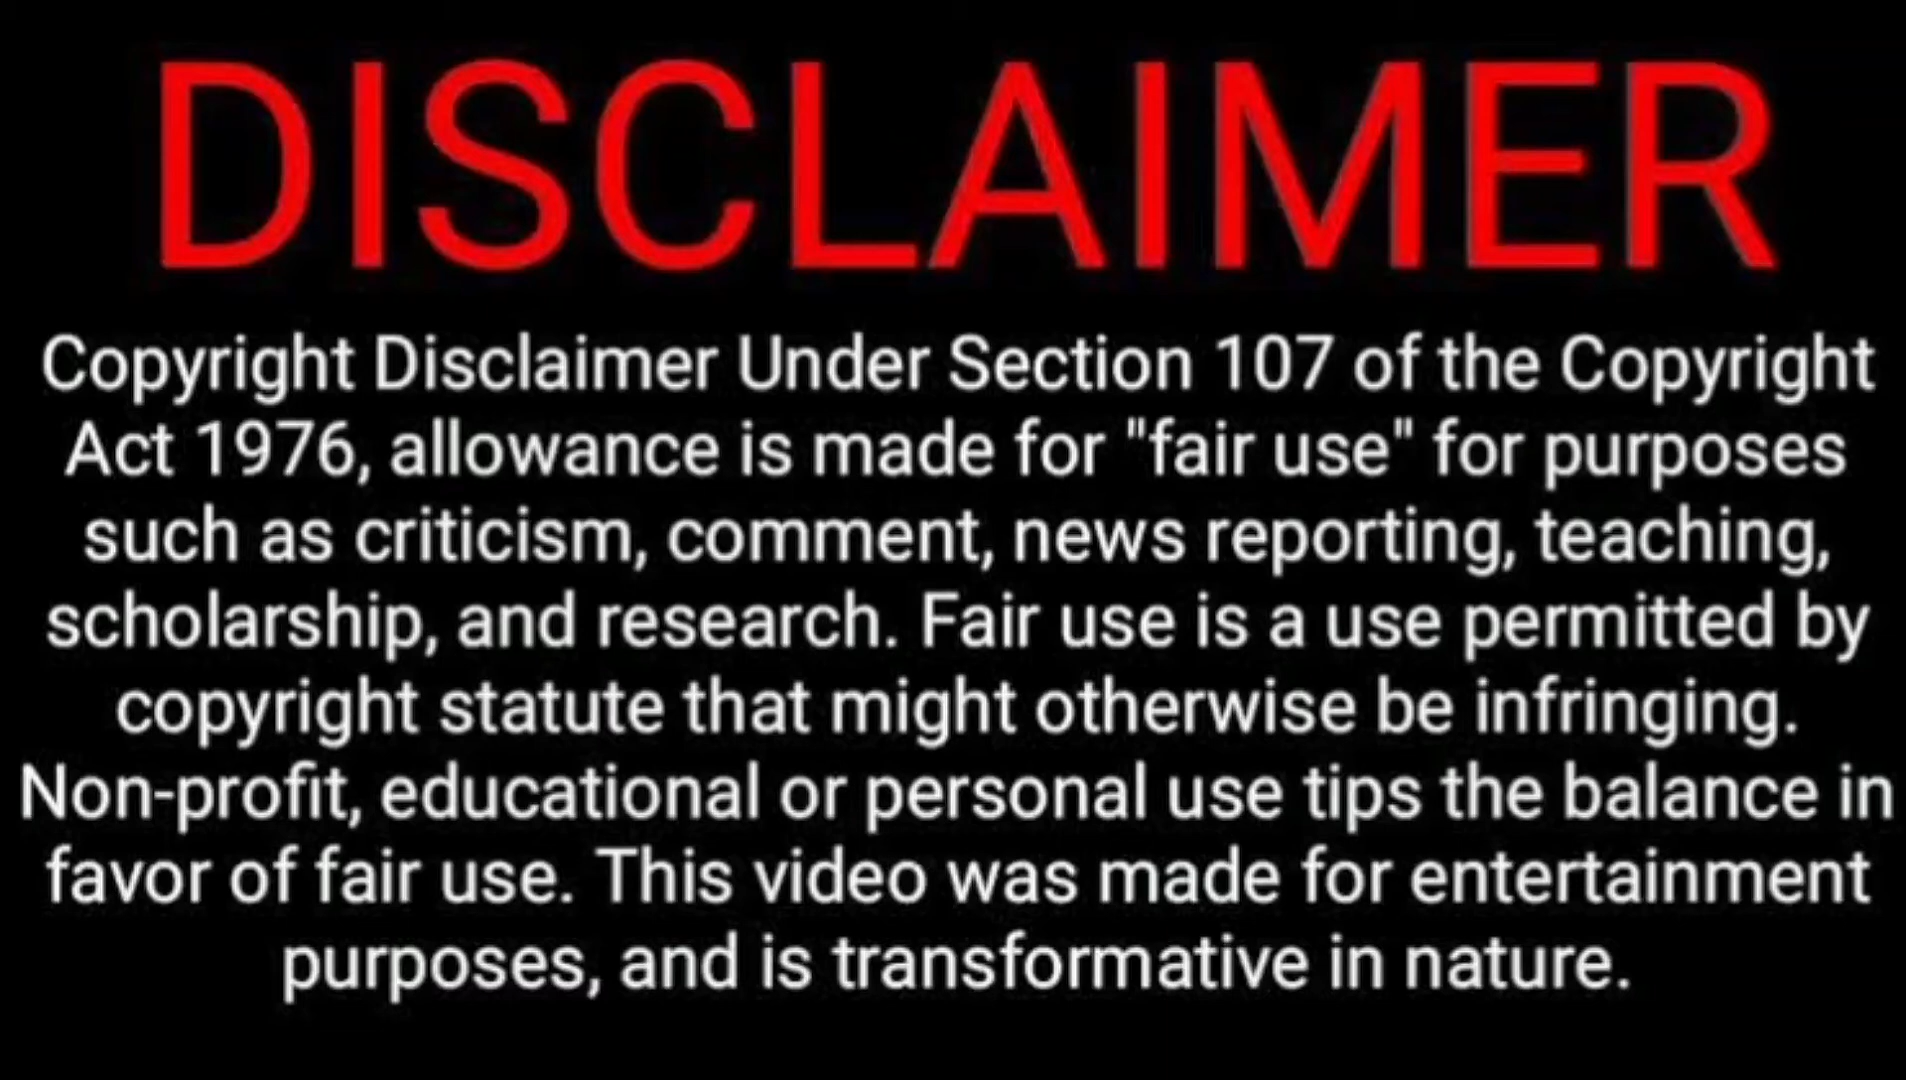 DISCLAIMER
Copyright Disclaimer Under Section 107 of the Copyright
Act 1976, allowance is made for "fair use" for purposes
such as criticism, comment, news reporting, teaching,
scholarship, and research. Fair use is a use permitted by
copyright statute that might otherwise be infringing.
Non-profit, educational or personal use tips the balance in
favor of fair use. This video was made for entertainment
purposes, and is transformative in nature.